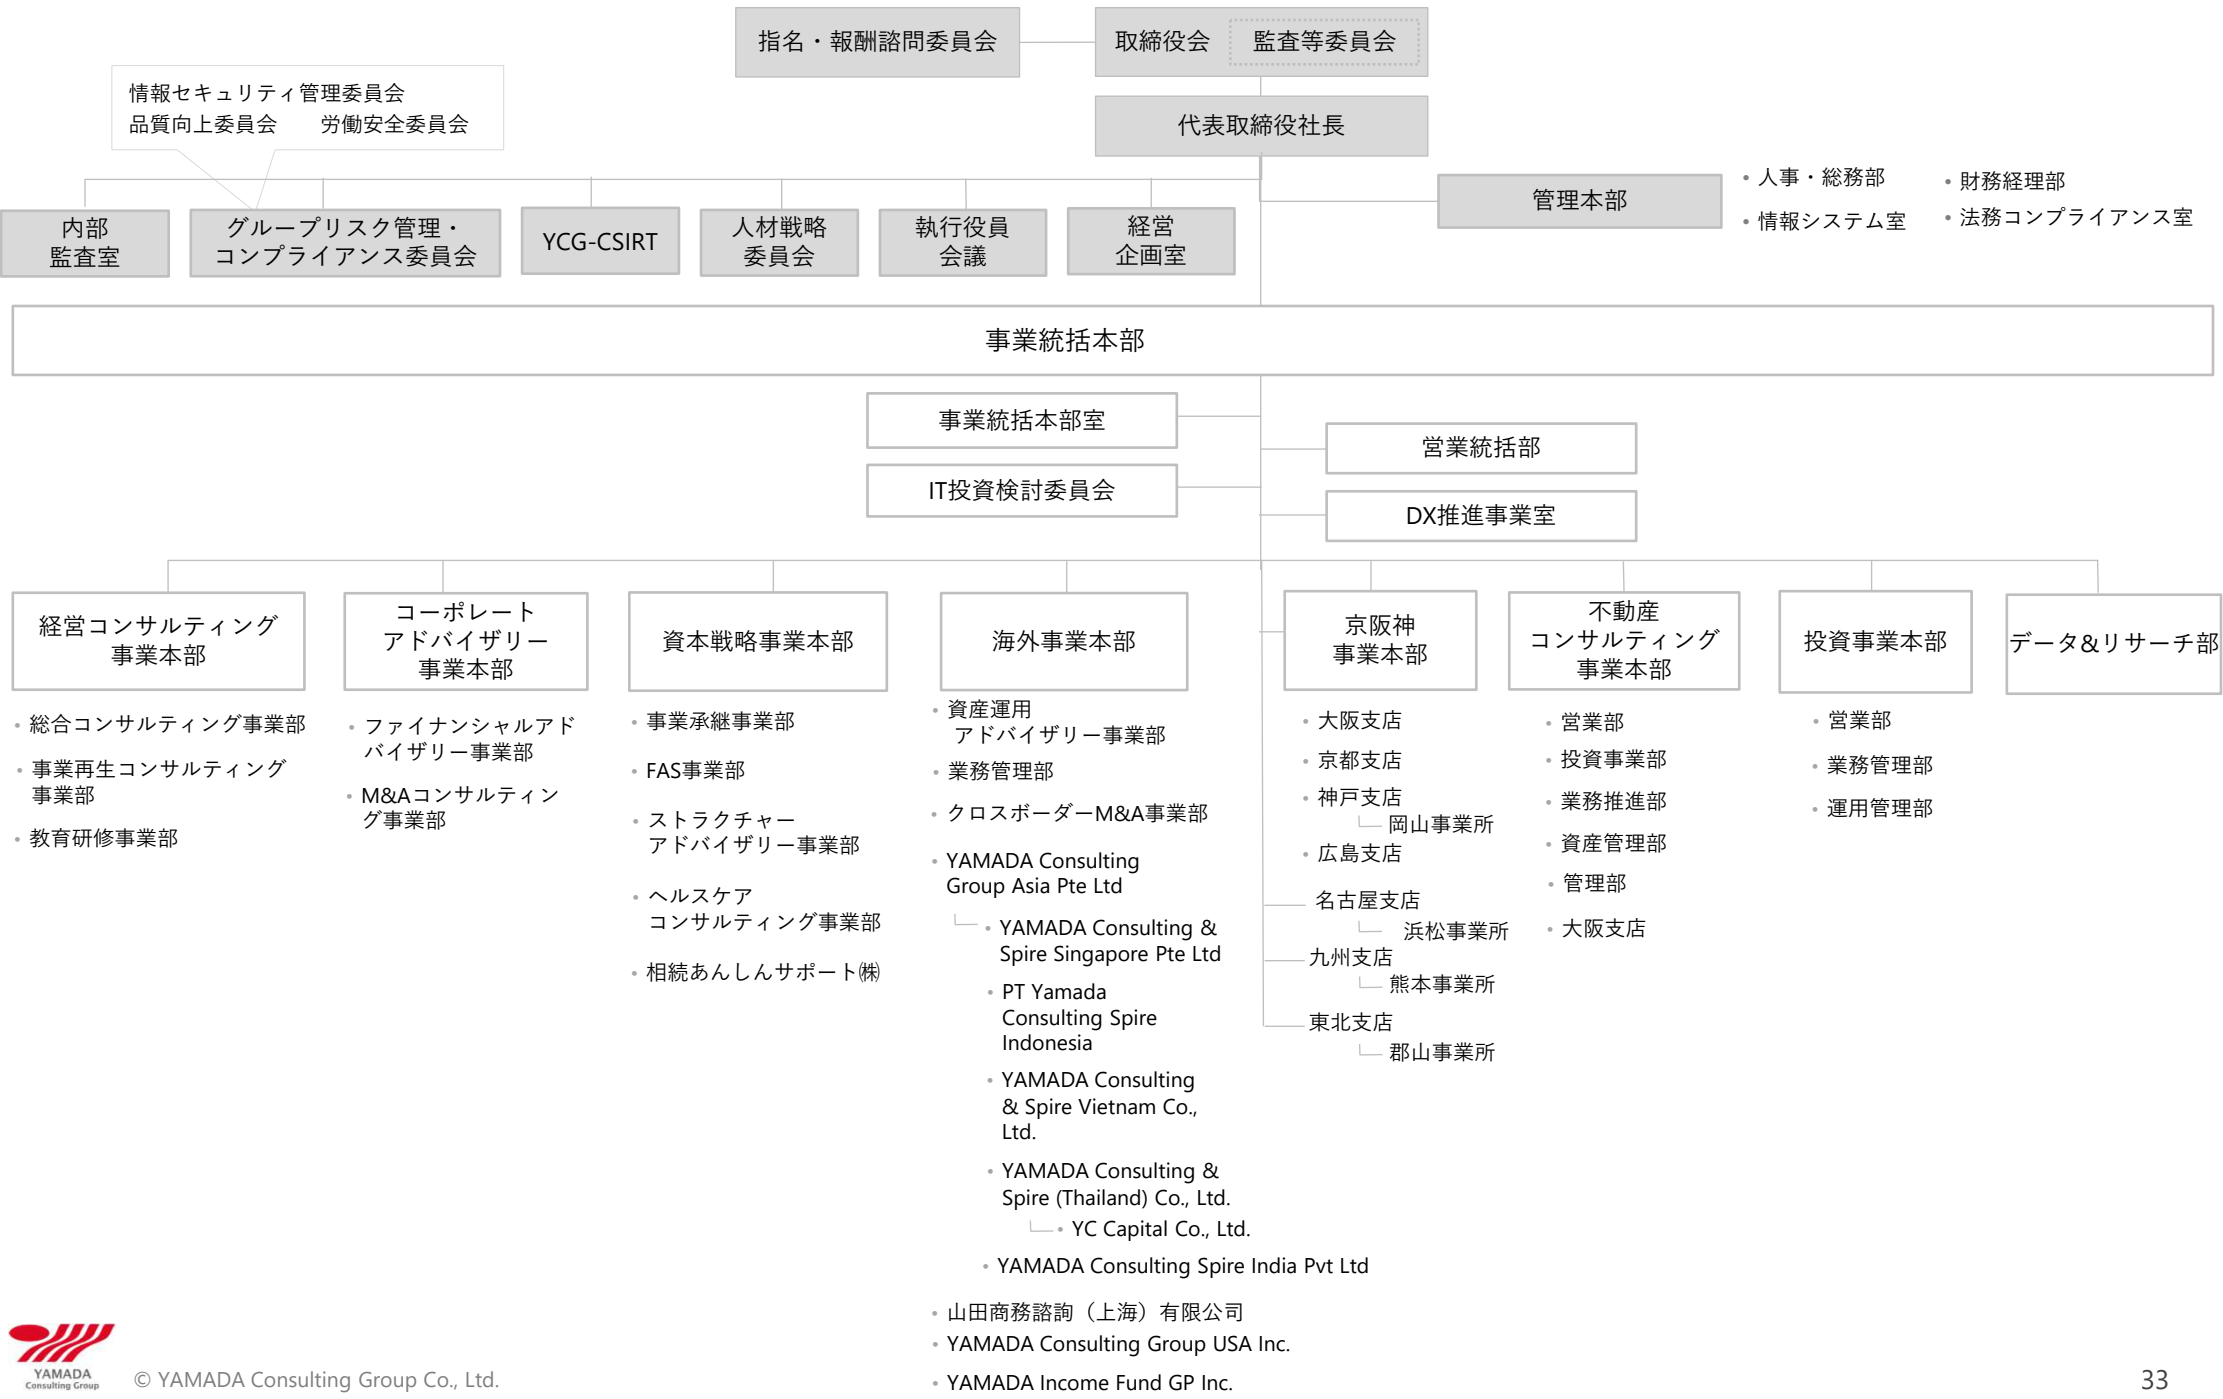 指名・報酬諮問委員会
取締役会 監査等委員会
情報セキュリティ管理委員会
品質向上委員会 労働安全委員会
代表取締役社長
管理本部
・人事・総務部
・財務経理部
・情報システム室
・法務コンプライアンス室
内部
監査室
グループリスク管理・
コンプライアンス委員会
YCG-CSIRT
人材戦略
委員会
執行役員
会議
経営
企画室
事業統括本部
事業統括本部室
営業統括部
IT投資検討委員会
DX推進事業室
経営コンサルティング
事業本部
・総合コンサルティング事業部
・事業再生コンサルティング
事業部
・教育研修事業部
コーポレート
アドバイザリー
事業本部
・ファイナンシャルアド
バイザリー事業部
・M&Aコンサルティン
グ事業部
資本戦略事業本部
・事業承継事業部
・FAS事業部
・ストラクチャー
アドバイザリー事業部
・ヘルスケア
コンサルティング事業部
・相続あんしんサポート㈱
海外事業本部
・資産運用
アドバイザリー事業部
・業務管理部
・クロスボーダーM&A事業部
・YAMADA Consulting
Group Asia Pte Ltd
・YAMADA Consulting &
Spire Singapore Pte Ltd
・PT Yamada
Consulting Spire
Indonesia
・YAMADA Consulting
& Spire Vietnam Co.,
Ltd.
・YAMADA Consulting &
Spire (Thailand) Co., Ltd.
・YC Capital Co., Ltd.
・YAMADA Consulting Spire India Pvt Ltd
・山田商務諮詢（上海）有限公司
・YAMADA Consulting Group USA Inc.
・YAMADA Income Fund GP Inc.
京阪神
事業本部
・大阪支店
・京都支店
・神戸支店
岡山事業所
・広島支店
名古屋支店
浜松事業所
九州支店
熊本事業所
東北支店
郡山事業所
不動産
コンサルティング
事業本部
・営業部
・投資事業部
・業務推進部
・資産管理部
・管理部
・大阪支店
投資事業本部
・営業部
・業務管理部
・運用管理部
データ&リサーチ部
YAMADA
Consulting Group
© YAMADA Consulting Group Co., Ltd.
33